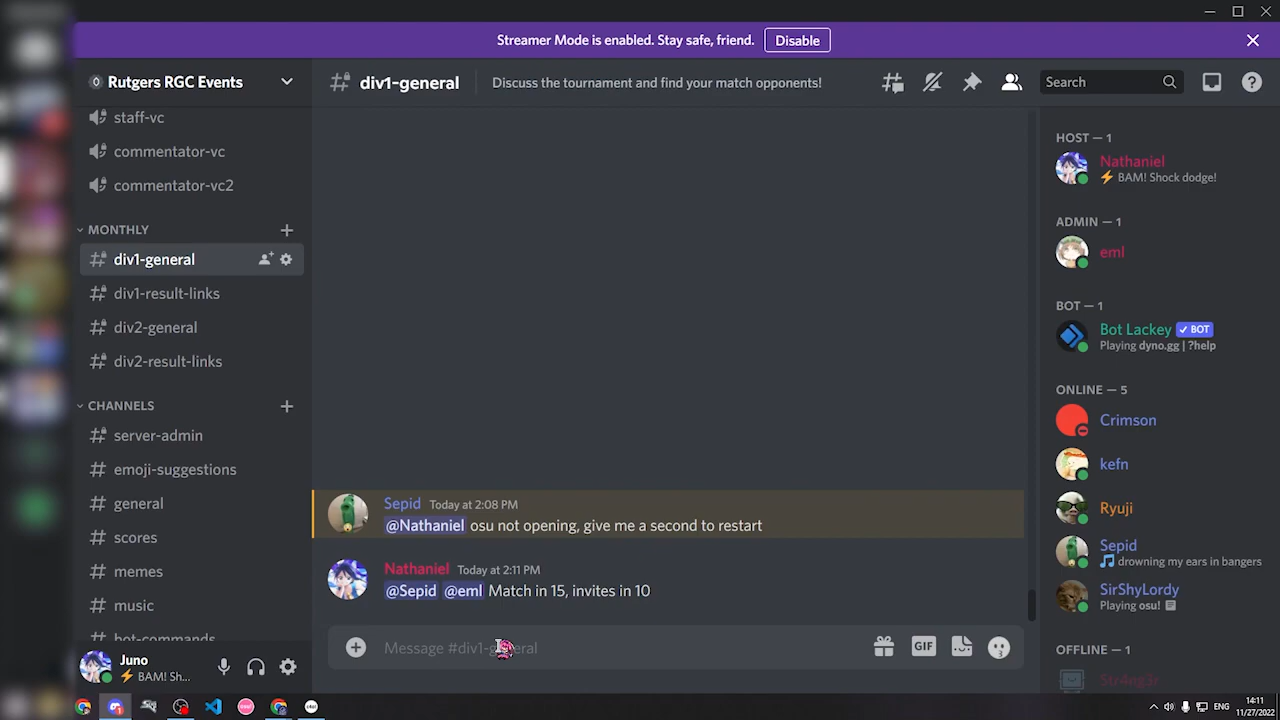 Streamer Mode is enabled. Stay safe, friend.
Disable
Rutgers RGC Events
div1-general
Discuss the tournament and find your match opponents!
Search
staff-vc
commentator-vc
commentator-vc2
MONTHLY
div1-general
div1-result-links
div2-general
div2-result-links
CHANNELS
server-admin
emoji-suggestions
general
scores
memes
music
bot-commands
Juno
⚡ BAM! Sh...
Sepid Today at 2:08 PM
@Nathaniel osu not opening, give me a second to restart
Nathaniel Today at 2:11 PM
@Sepid @eml Match in 15, invites in 10
Message #div1-general
GIF
HOST — 1
Nathaniel
⚡ BAM! Shock dodge!
ADMIN — 1
eml
BOT — 1
Bot Lackey ✓ BOT
Playing dyno.gg | ?help
ONLINE — 5
Crimson
kefn
Ryuji
Sepid
🎵 drowning my ears in bangers
SirShyLordy
Playing osu!
OFFLINE — 1
Str4ng3r
ENG
14:11
11/27/2022